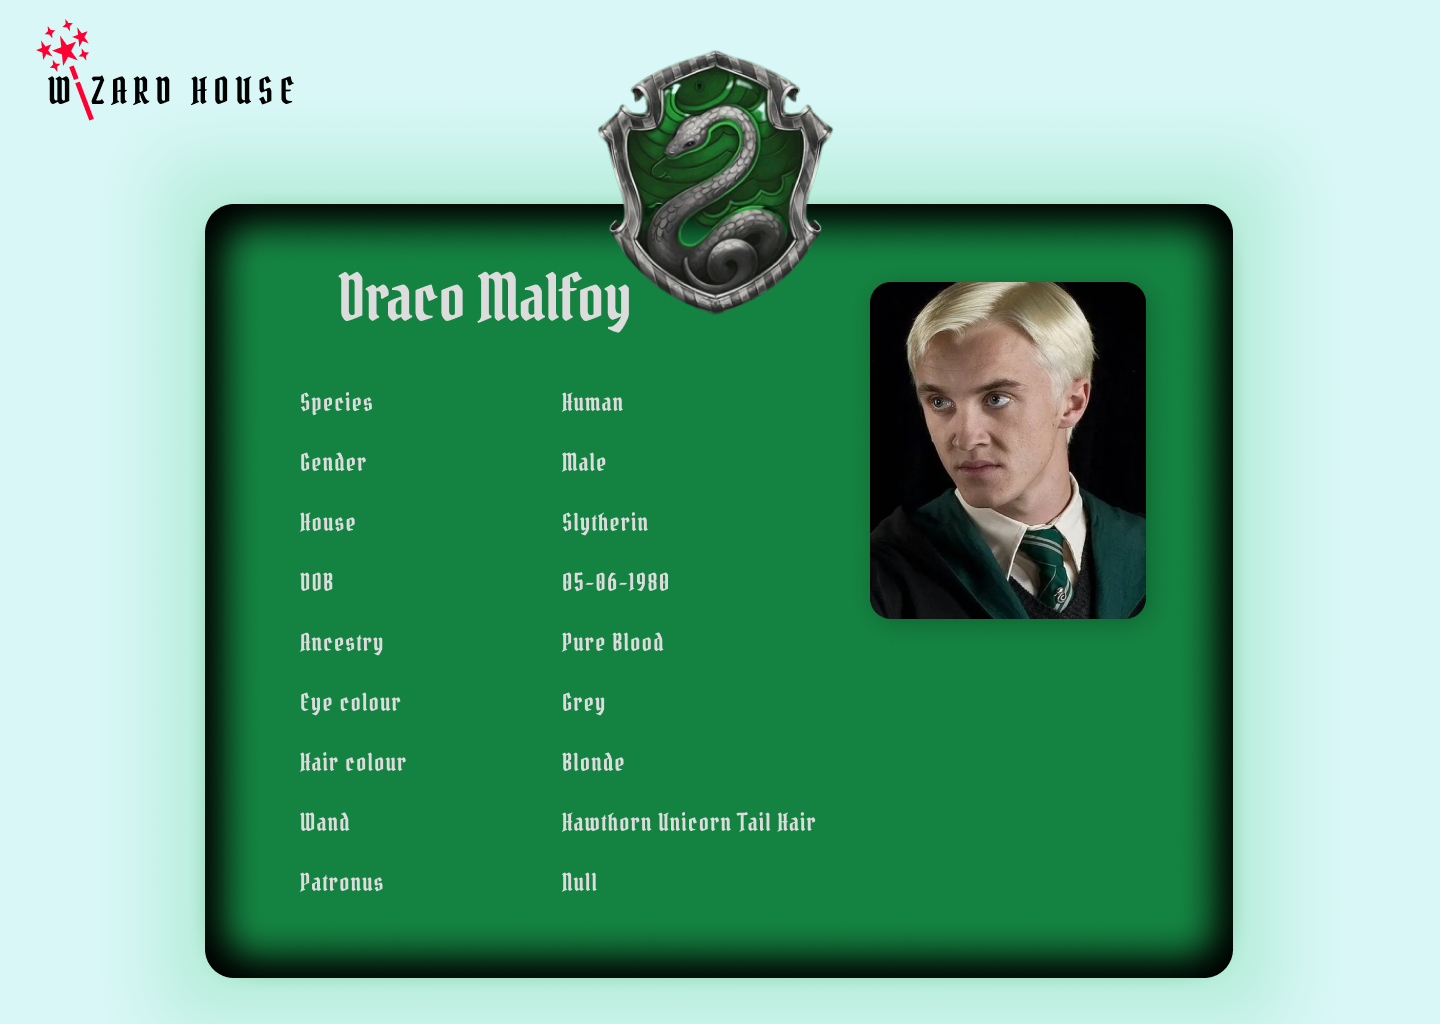 WIZARD HOUSE
Draco Malfoy
Species Human
Gender Male
House Slytherin
DOB 05-06-1980
Ancestry Pure Blood
Eye colour Grey
Hair colour Blonde
Wand Hawthorn Unicorn Tail Hair
Patronus Null